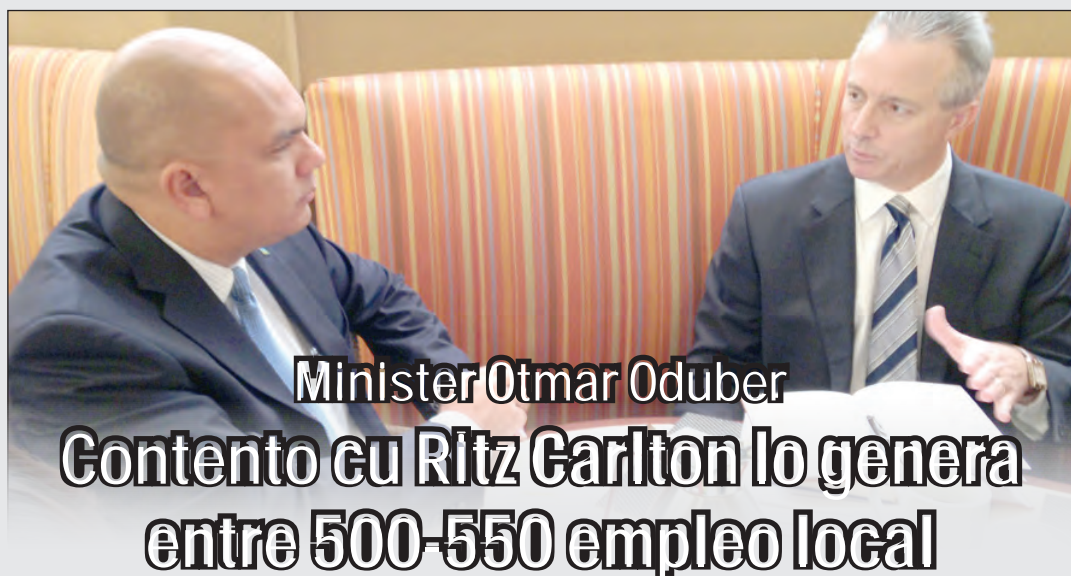 Minister Otmar Oduber
Contento cu Ritz Carlton lo genera
entre 500-550 empleo local